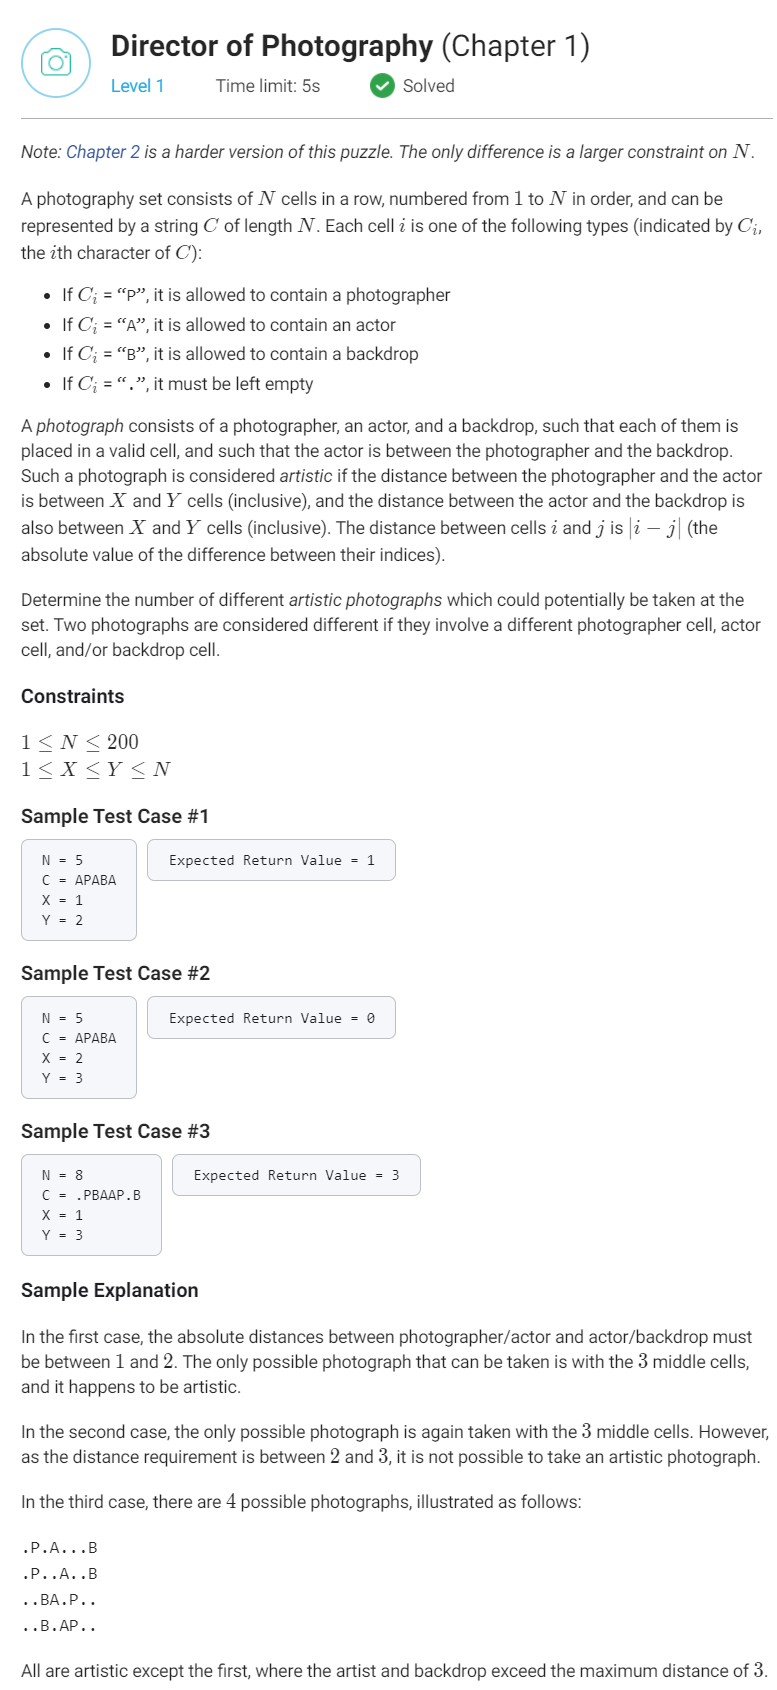 Director of Photography (Chapter 1)
Level 1 Time limit: 5s Solved
Note: Chapter 2 is a harder version of this puzzle. The only difference is a larger constraint on N.
A photography set consists of N cells in a row, numbered from 1 to N in order, and can be
represented by a string C of length N. Each cell i is one of the following types (indicated by Cᵢ,
the ith character of C):
• If Cᵢ = “P”, it is allowed to contain a photographer
• If Cᵢ = “A”, it is allowed to contain an actor
• If Cᵢ = “B”, it is allowed to contain a backdrop
• If Cᵢ = “.”, it must be left empty
A photograph consists of a photographer, an actor, and a backdrop, such that each of them is
placed in a valid cell, and such that the actor is between the photographer and the backdrop.
Such a photograph is considered artistic if the distance between the photographer and the actor
is between X and Y cells (inclusive), and the distance between the actor and the backdrop is
also between X and Y cells (inclusive). The distance between cells i and j is |i − j| (the
absolute value of the difference between their indices).
Determine the number of different artistic photographs which could potentially be taken at the
set. Two photographs are considered different if they involve a different photographer cell, actor
cell, and/or backdrop cell.
Constraints
1 ≤ N ≤ 200
1 ≤ X ≤ Y ≤ N
Sample Test Case #1
N = 5
C = APABA
X = 1
Y = 2
Expected Return Value = 1
Sample Test Case #2
N = 5
C = APABA
X = 2
Y = 3
Expected Return Value = 0
Sample Test Case #3
N = 8
C = .PBAAP.B
X = 1
Y = 3
Expected Return Value = 3
Sample Explanation
In the first case, the absolute distances between photographer/actor and actor/backdrop must
be between 1 and 2. The only possible photograph that can be taken is with the 3 middle cells,
and it happens to be artistic.
In the second case, the only possible photograph is again taken with the 3 middle cells. However,
as the distance requirement is between 2 and 3, it is not possible to take an artistic photograph.
In the third case, there are 4 possible photographs, illustrated as follows:
.P.A...B
.P..A..B
..BA.P..
..B.AP..
All are artistic except the first, where the artist and backdrop exceed the maximum distance of 3.